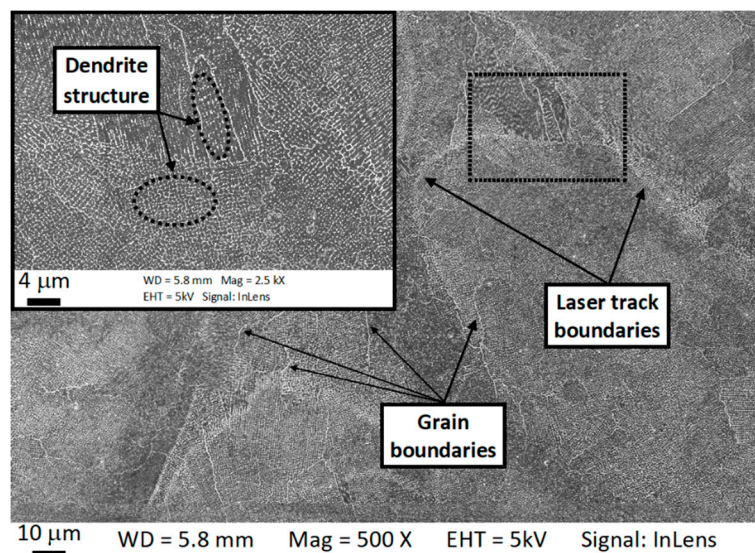 Dendrite
structure
4 μm
WD = 5.8 mm Mag = 2.5 kX
EHT = 5kV Signal: InLens
Laser track
boundaries
Grain
boundaries
10 μm WD = 5.8 mm Mag = 500 X EHT = 5kV Signal: InLens